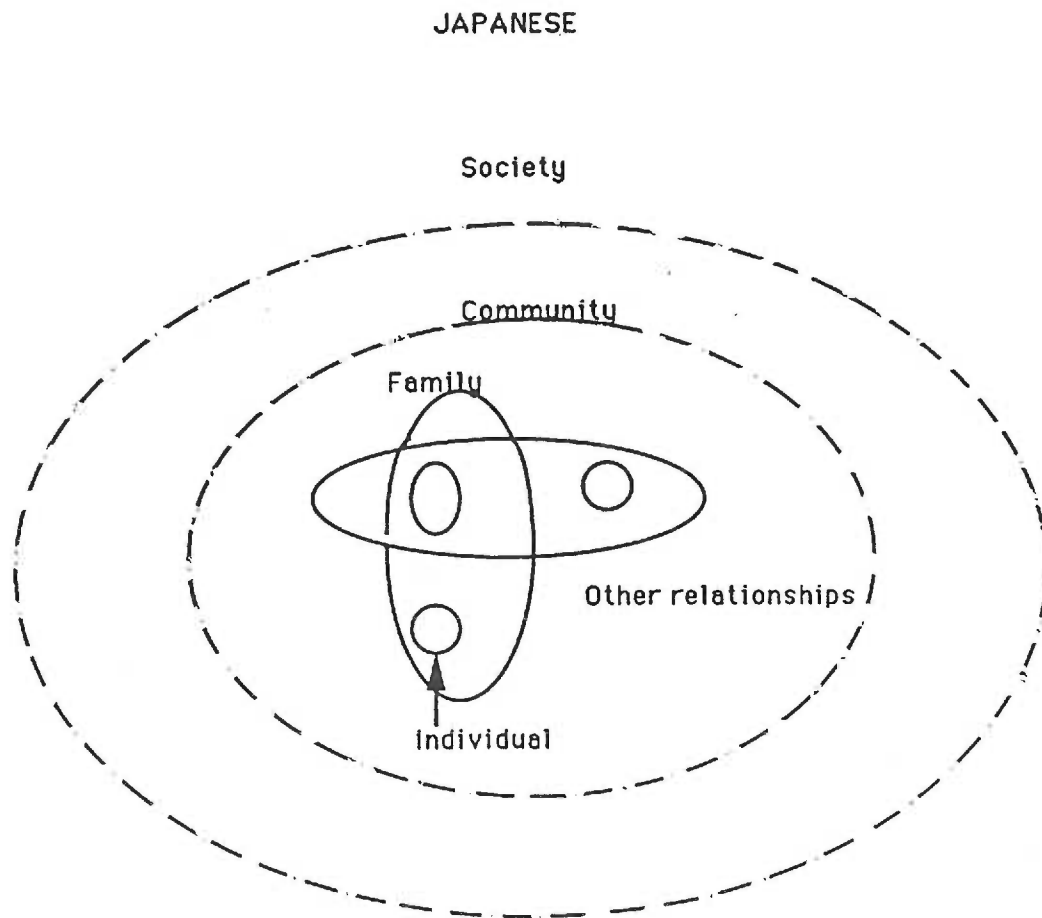 JAPANESE
Society
Community
Family
Other relationships
Individual